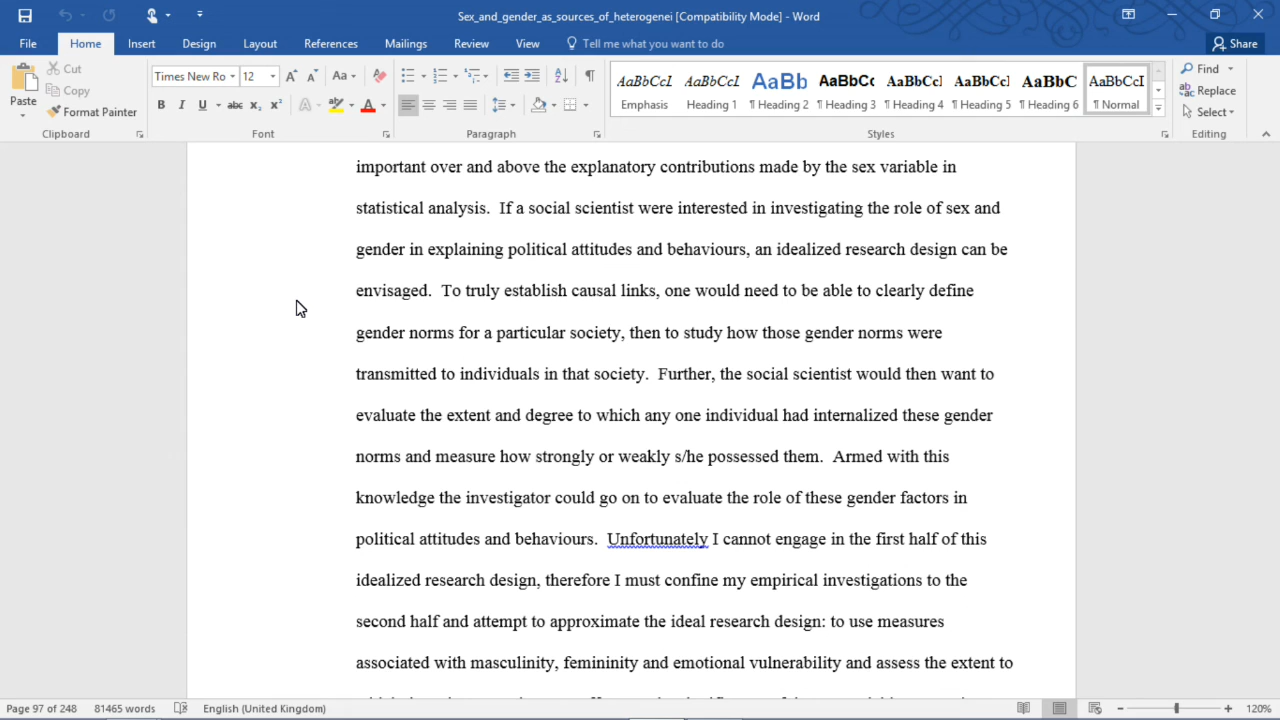 Sex_and_gender_as_sources_of_heterogenei [Compatibility Mode] - Word
File Home Insert Design Layout References Mailings Review View Tell me what you want to do Share
Paste Cut Copy Format Painter Clipboard
Times New Ro 12 Aa B I U abc x₂ x² A A Font
Paragraph
AaBbCcI Emphasis
AaBbCcI Heading 1
AaBb ¶ Heading 2
AaBbCc ¶ Heading 3
AaBbCcI ¶ Heading 4
AaBbCcI ¶ Heading 5
AaBbC ¶ Heading 6
AaBbCcI ¶ Normal
Styles
Find Replace Select Editing
important over and above the explanatory contributions made by the sex variable in
statistical analysis.  If a social scientist were interested in investigating the role of sex and
gender in explaining political attitudes and behaviours, an idealized research design can be
envisaged.  To truly establish causal links, one would need to be able to clearly define
gender norms for a particular society, then to study how those gender norms were
transmitted to individuals in that society.  Further, the social scientist would then want to
evaluate the extent and degree to which any one individual had internalized these gender
norms and measure how strongly or weakly s/he possessed them.  Armed with this
knowledge the investigator could go on to evaluate the role of these gender factors in
political attitudes and behaviours.  Unfortunately I cannot engage in the first half of this
idealized research design, therefore I must confine my empirical investigations to the
second half and attempt to approximate the ideal research design: to use measures
associated with masculinity, femininity and emotional vulnerability and assess the extent to
Page 97 of 248 81465 words English (United Kingdom) 120%